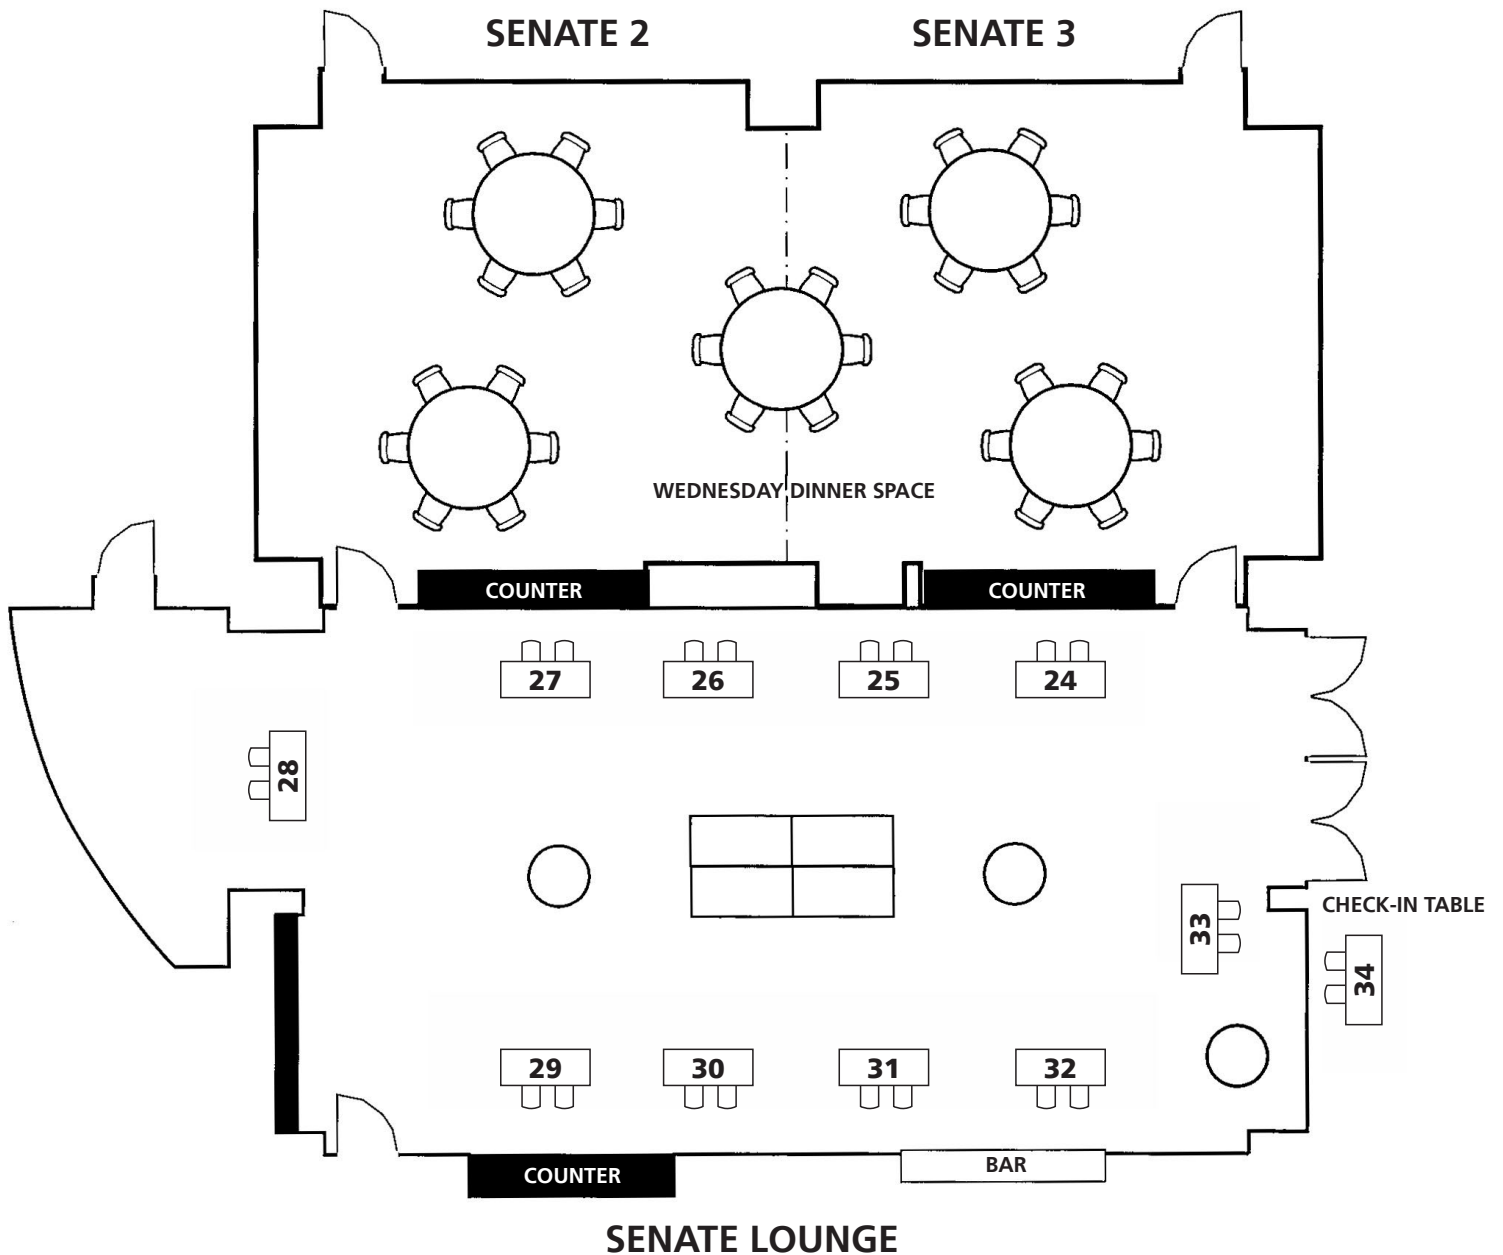 SENATE 2
SENATE 3
WEDNESDAY DINNER SPACE
COUNTER
COUNTER
27
26
25
24
28
33
CHECK-IN TABLE
34
29
30
31
32
COUNTER
BAR
SENATE LOUNGE